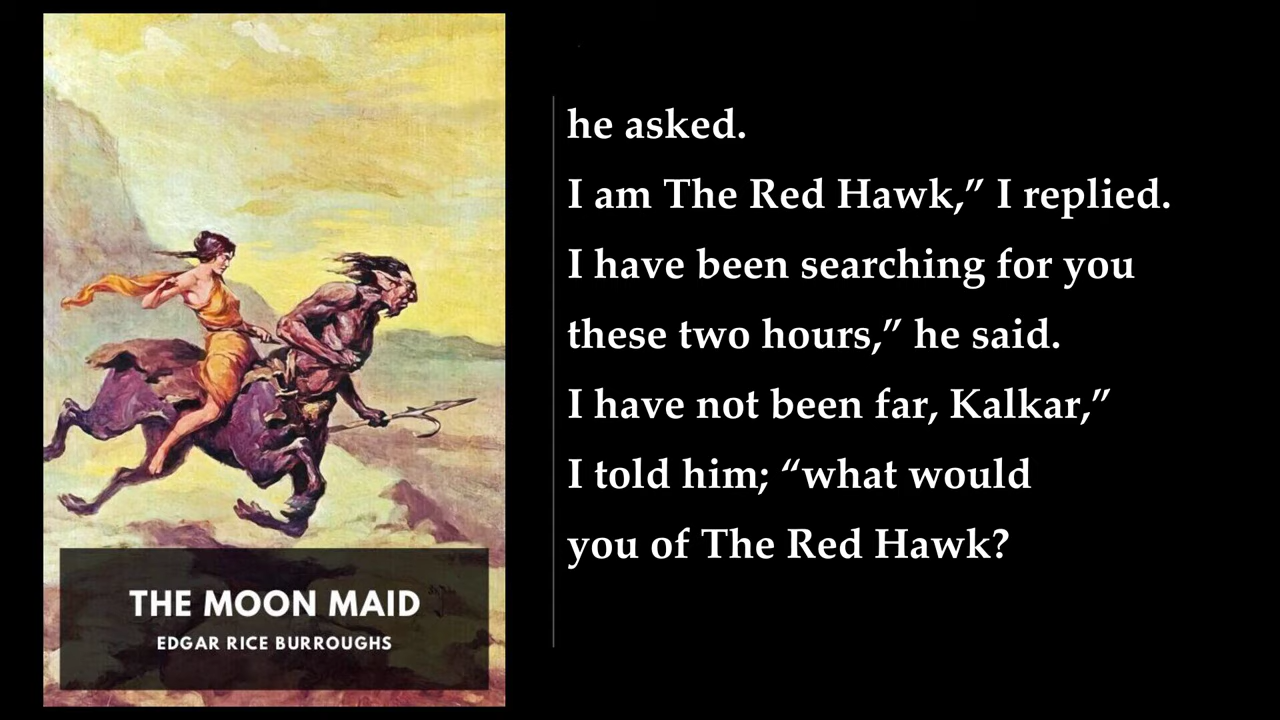 he asked.
I am The Red Hawk,” I replied.
I have been searching for you
these two hours,” he said.
I have not been far, Kalkar,”
I told him; “what would
you of The Red Hawk?
THE MOON MAID
EDGAR RICE BURROUGHS